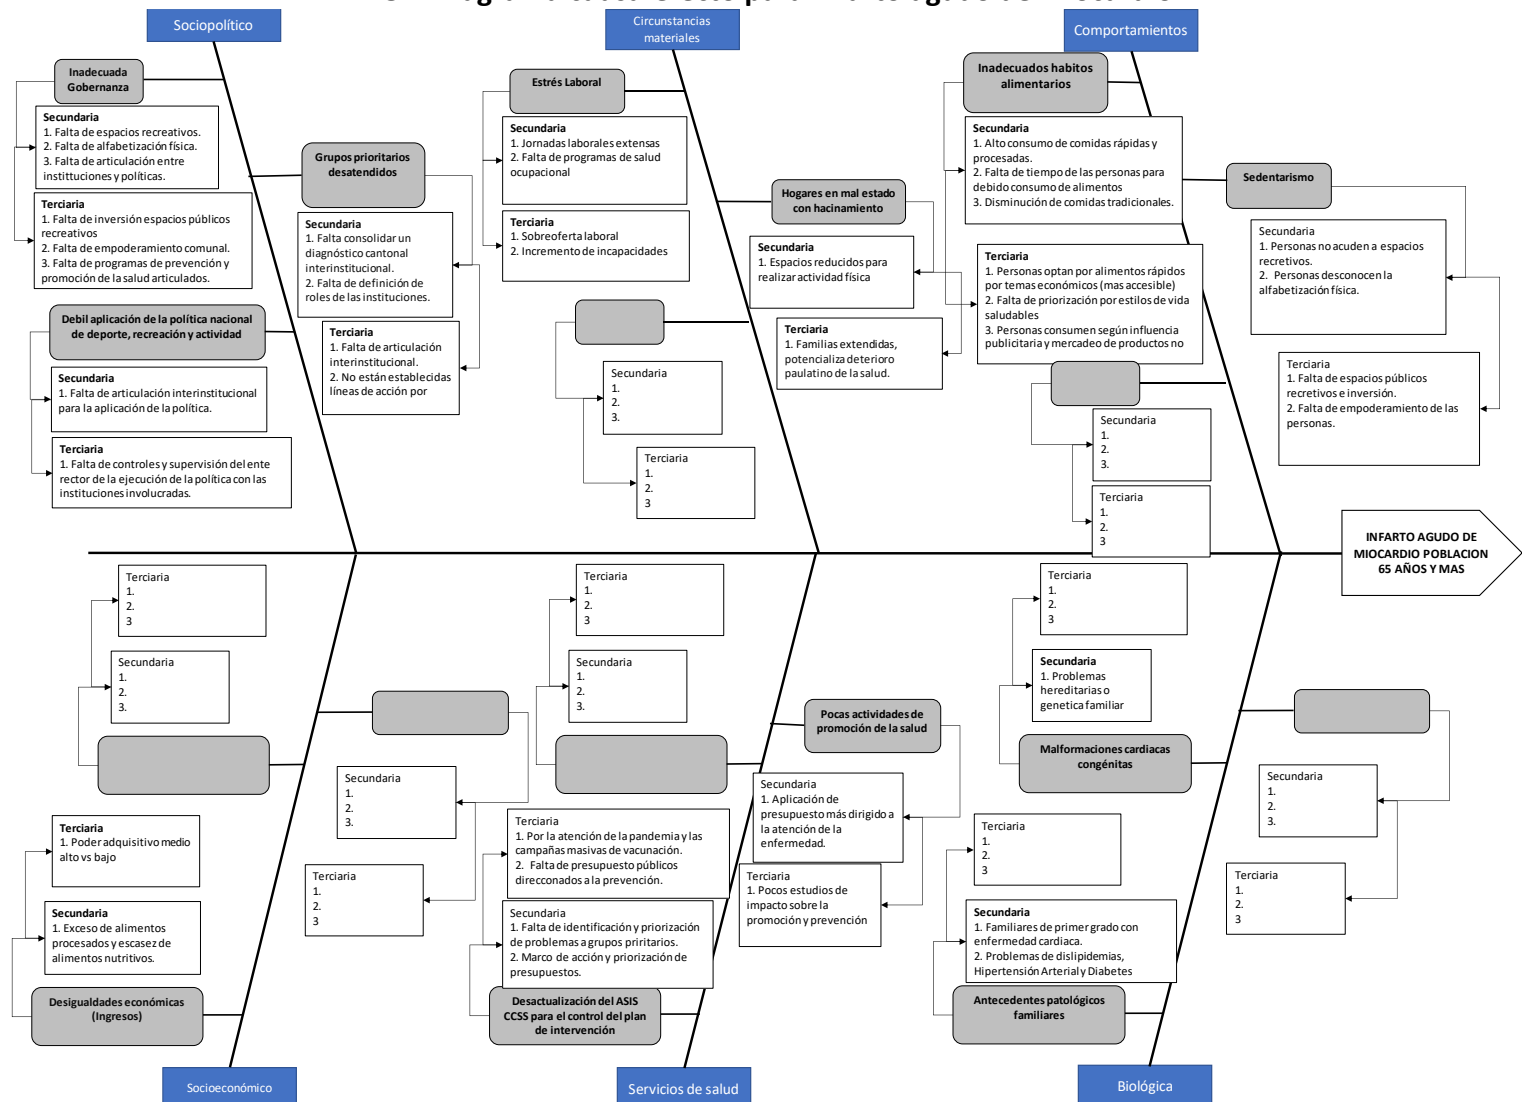 Sociopolítico
Circunstancias
materiales
Comportamientos
Inadecuada
Gobernanza
Secundaria
1. Falta de espacios recreativos.
2. Falta de alfabetización física.
3. Falta de articulación entre
instituciones y políticas.
Terciaria
1. Falta de inversión espacios públicos
recreativos
2. Falta de empoderamiento comunal.
3. Falta de programas de prevención y
promoción de la salud articulados.
Grupos prioritarios
desatendidos
Secundaria
1. Falta consolidar un
diagnóstico cantonal
interinstitucional.
2. Falta de definición de
roles de las instituciones.
Terciaria
1. Falta de articulación
interinstitucional.
2. No están establecidas
líneas de acción por
Debil aplicación de la política nacional
de deporte, recreación y actividad
Secundaria
1. Falta de articulación interinstitucional
para la aplicación de la política.
Terciaria
1. Falta de controles y supervisión del ente
rector de la ejecución de la política con las
instituciones involucradas.
Estrés Laboral
Secundaria
1. Jornadas laborales extensas
2. Falta de programas de salud
ocupacional
Terciaria
1. Sobreoferta laboral
2. Incremento de incapacidades
Hogares en mal estado
con hacinamiento
Secundaria
1. Espacios reducidos para
realizar actividad física
Terciaria
1. Familias extendidas,
potencializa deterioro
paulatino de la salud.
Secundaria
1.
2.
3.
Terciaria
1.
2.
3
Inadecuados habitos
alimentarios
Secundaria
1. Alto consumo de comidas rápidas y
procesadas.
2. Falta de tiempo de las personas para
debido consumo de alimentos
3. Disminución de comidas tradicionales.
Terciaria
1. Personas optan por alimentos rápidos
por temas económicos (mas accesible)
2. Falta de priorización por estilos de vida
saludables
3. Personas consumen según influencia
publicitaria y mercadeo de productos no
Sedentarismo
Secundaria
1. Personas no acuden a espacios
recretivos.
2. Personas desconocen la
alfabetización física.
Terciaria
1. Falta de espacios públicos
recretivos e inversión.
2. Falta de empoderamiento de las
personas.
Secundaria
1.
2.
3.
Terciaria
1.
2.
3
INFARTO AGUDO DE
MIOCARDIO POBLACION
65 AÑOS Y MAS
Terciaria
1.
2.
3
Secundaria
1.
2.
3.
Terciaria
1. Poder adquisitivo medio
alto vs bajo
Secundaria
1. Exceso de alimentos
procesados y escasez de
alimentos nutritivos.
Desigualdades económicas
(Ingresos)
Secundaria
1.
2.
3.
Terciaria
1.
2.
3
Socioeconómico
Terciaria
1.
2.
3
Secundaria
1.
2.
3.
Terciaria
1. Por la atención de la pandemia y las
campañas masivas de vacunación.
2. Falta de presupuesto públicos
direcconados a la prevención.
Secundaria
1. Falta de identificación y priorización
de problemas a grupos priritarios.
2. Marco de acción y priorización de
presupuestos.
Desactualización del ASIS
CCSS para el control del plan
de intervención
Pocas actividades de
promoción de la salud
Secundaria
1. Aplicación de
presupuesto más dirigido a
la atención de la
enfermedad.
Terciaria
1. Pocos estudios de
impacto sobre la
promoción y prevención
Servicios de salud
Terciaria
1.
2.
3
Secundaria
1. Problemas
hereditarias o
genetica familiar
Malformaciones cardiacas
congénitas
Terciaria
1.
2.
3
Secundaria
1. Familiares de primer grado con
enfermedad cardiaca.
2. Problemas de dislipidemias,
Hipertensión Arterial y Diabetes
Antecedentes patológicos
familiares
Secundaria
1.
2.
3.
Terciaria
1.
2.
3
Biológica